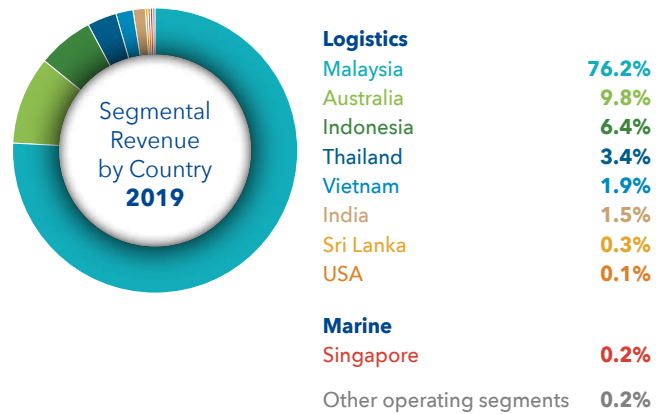 Segmental
Revenue
by Country
2019
Logistics
Malaysia 76.2%
Australia 9.8%
Indonesia 6.4%
Thailand 3.4%
Vietnam 1.9%
India 1.5%
Sri Lanka 0.3%
USA 0.1%
Marine
Singapore 0.2%
Other operating segments 0.2%